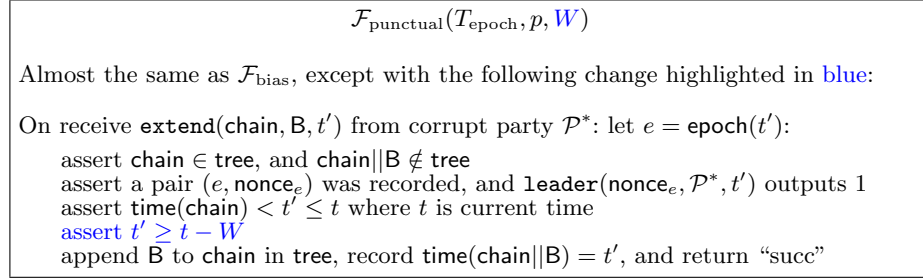 𝓕punctual(Tepoch, p, W)
Almost the same as 𝓕bias, except with the following change highlighted in blue:
On receive extend(chain, B, t′) from corrupt party 𝒫*: let e = epoch(t′):
assert chain ∈ tree, and chain||B ∉ tree
assert a pair (e, noncee) was recorded, and leader(noncee, 𝒫*, t′) outputs 1
assert time(chain) < t′ ≤ t where t is current time
assert t′ ≥ t − W
append B to chain in tree, record time(chain||B) = t′, and return “succ”